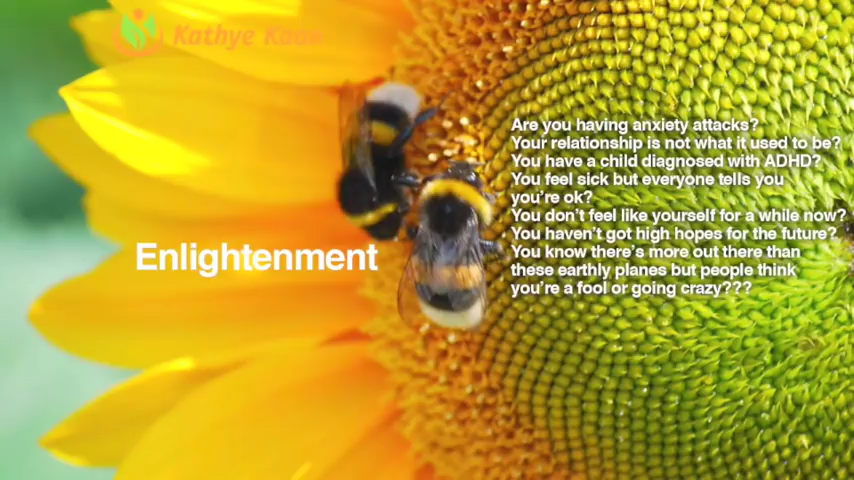 Kathye
Are you having anxiety attacks?
Your relationship is not what it used to be?
You have a child diagnosed with ADHD?
You feel sick but everyone tells you
you're ok?
You don't feel like yourself for a while now?
You haven't got high hopes for the future?
You know there's more out there than
these earthly planes but people think
you're a fool or going crazy???
Enlightenment